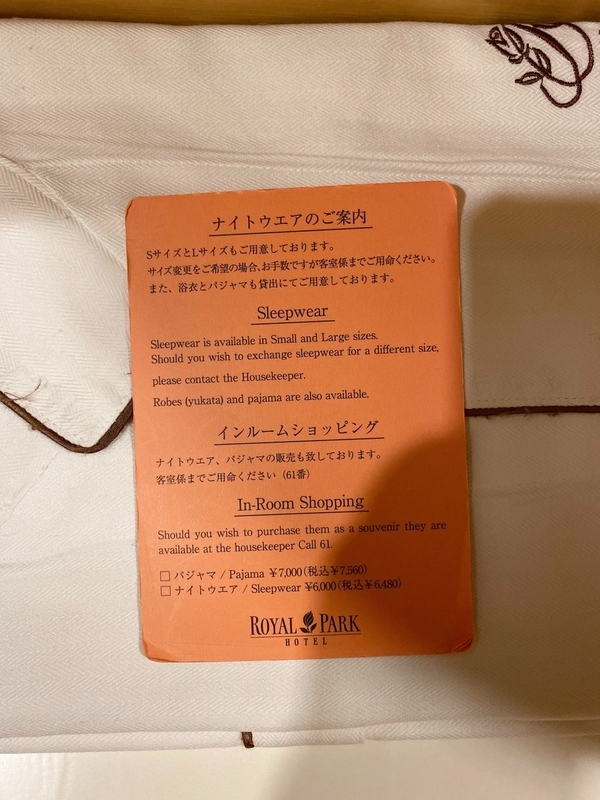 ナイトウエアのご案内
SサイズとLサイズもご用意しております。
サイズ変更をご希望の場合、お手数ですが客室係までご用命ください。
また、浴衣とパジャマも貸出にてご用意しております。
Sleepwear
Sleepwear is available in Small and Large sizes.
Should you wish to exchange sleepwear for a different size,
please contact the Housekeeper.
Robes (yukata) and pajama are also available.
インルームショッピング
ナイトウエア、パジャマの販売も致しております。
客室係までご用命ください（61番）
In-Room Shopping
Should you wish to purchase them as a souvenir they are
available at the housekeeper Call 61.
□ パジャマ / Pajama ¥7,000（税込¥7,560）
□ ナイトウエア / Sleepwear ¥6,000（税込¥6,480）
ROYAL PARK
HOTEL